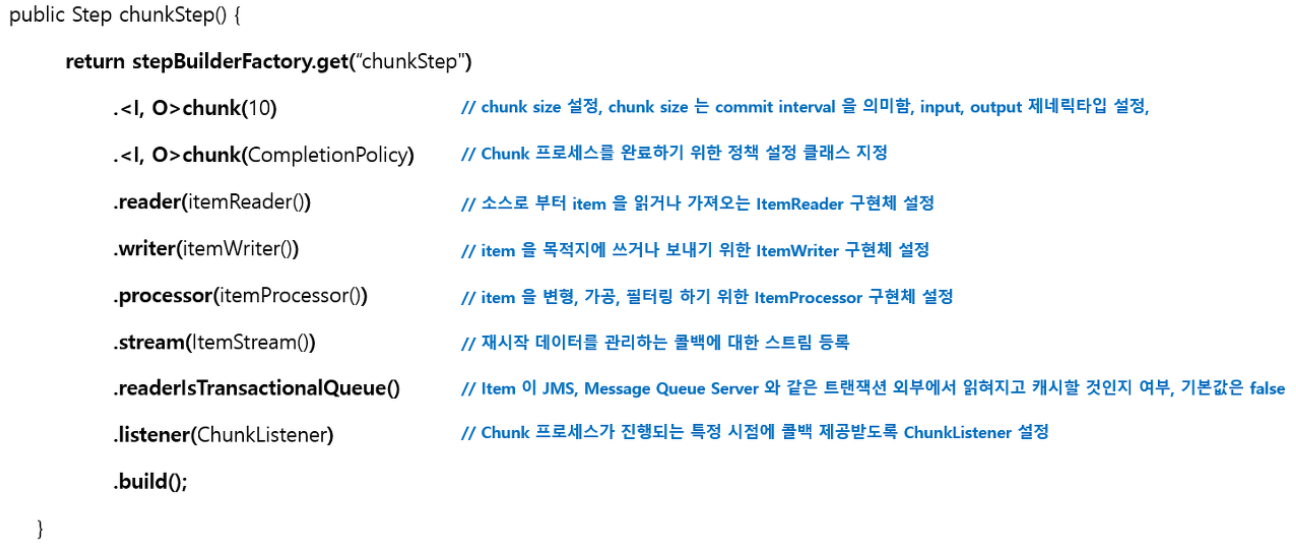 public Step chunkStep() {
return stepBuilderFactory.get(“chunkStep")
.<I, O>chunk(10) // chunk size 설정, chunk size 는 commit interval 을 의미함, input, output 제네릭타입 설정,
.<I, O>chunk(CompletionPolicy) // Chunk 프로세스를 완료하기 위한 정책 설정 클래스 지정
.reader(itemReader()) // 소스로 부터 item 을 읽거나 가져오는 ItemReader 구현체 설정
.writer(itemWriter()) // item 을 목적지에 쓰거나 보내기 위한 ItemWriter 구현체 설정
.processor(itemProcessor()) // item 을 변형, 가공, 필터링 하기 위한 ItemProcessor 구현체 설정
.stream(ItemStream()) // 재시작 데이터를 관리하는 콜백에 대한 스트림 등록
.readerIsTransactionalQueue() // Item 이 JMS, Message Queue Server 와 같은 트랜잭션 외부에서 읽혀지고 캐시할 것인지 여부, 기본값은 false
.listener(ChunkListener) // Chunk 프로세스가 진행되는 특정 시점에 콜백 제공받도록 ChunkListener 설정
.build();
}